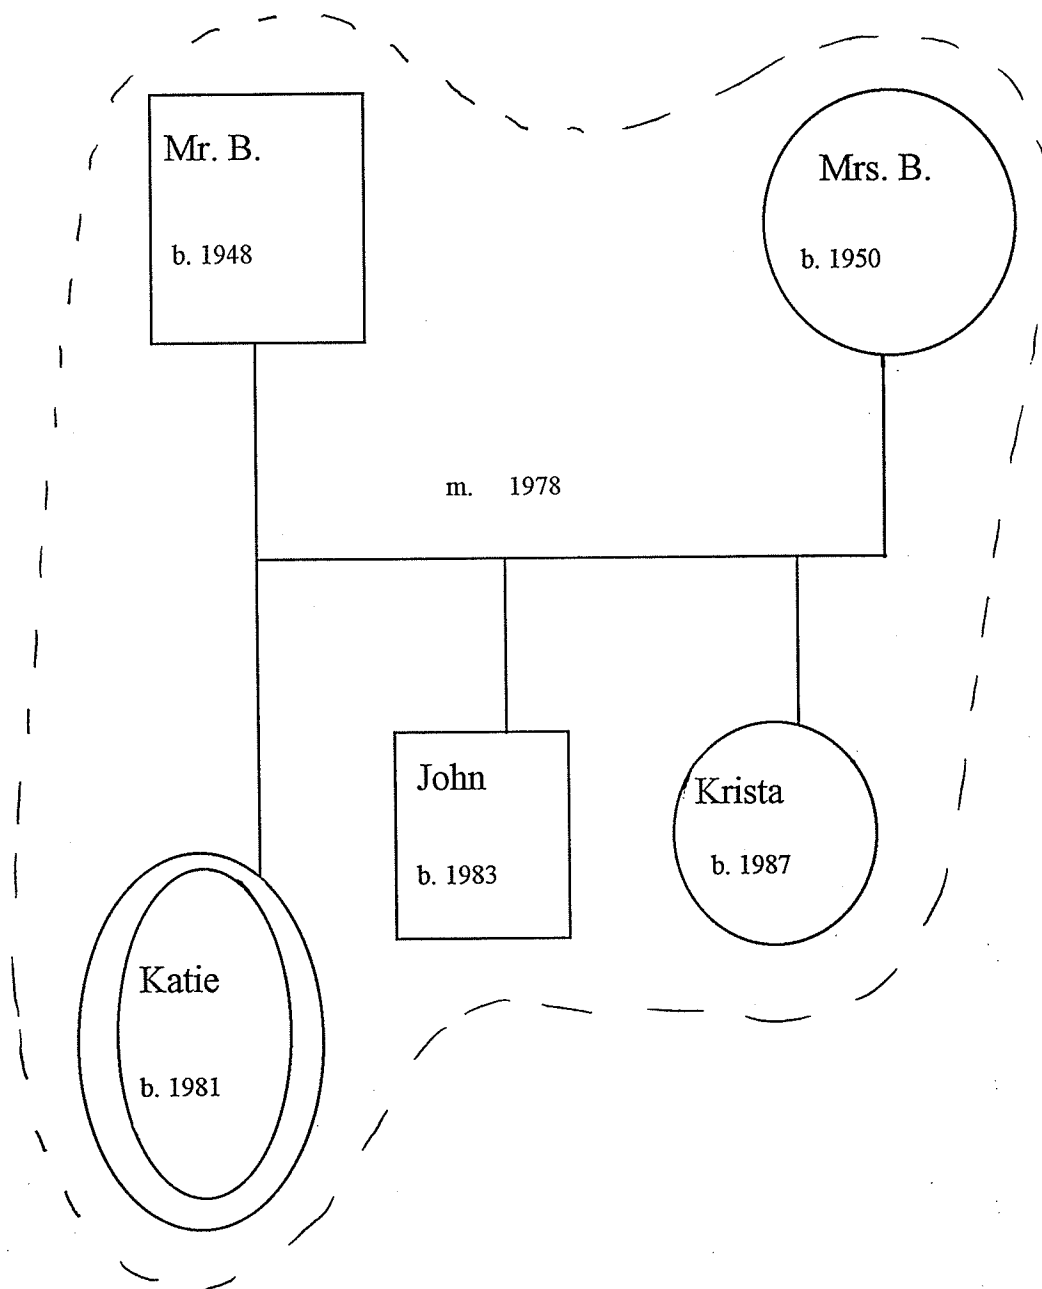 Mr. B.
b. 1948
Mrs. B.
b. 1950
m. 1978
John
b. 1983
Krista
b. 1987
Katie
b. 1981